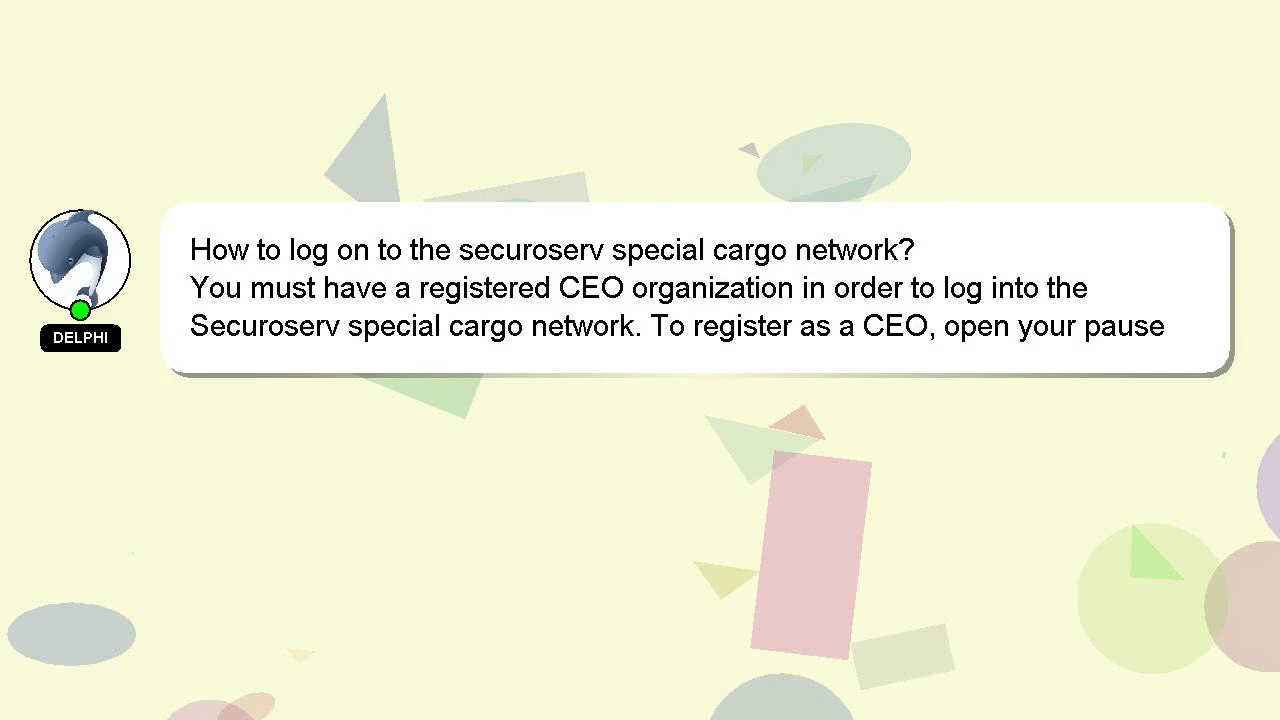 How to log on to the securoserv special cargo network?
You must have a registered CEO organization in order to log into the
Securoserv special cargo network. To register as a CEO, open your pause
DELPHI